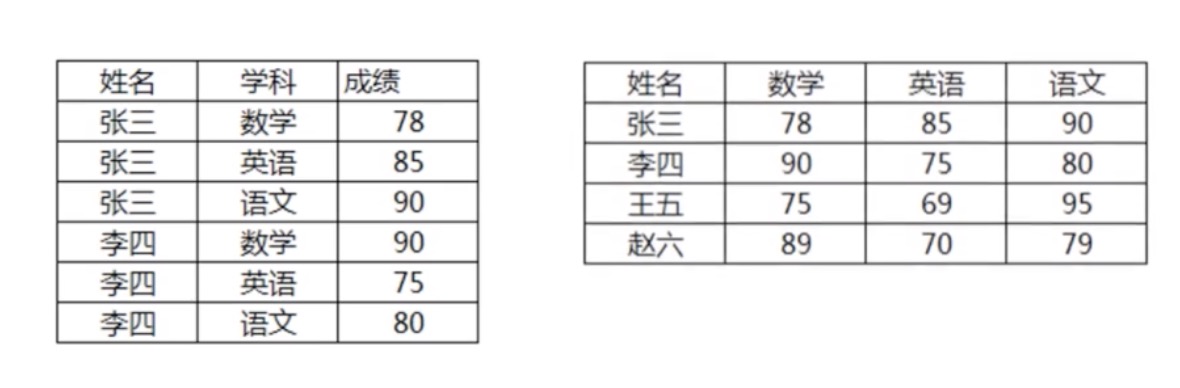 姓名 学科 成绩
张三 数学 78
张三 英语 85
张三 语文 90
李四 数学 90
李四 英语 75
李四 语文 80
姓名 数学 英语 语文
张三 78 85 90
李四 90 75 80
王五 75 69 95
赵六 89 70 79